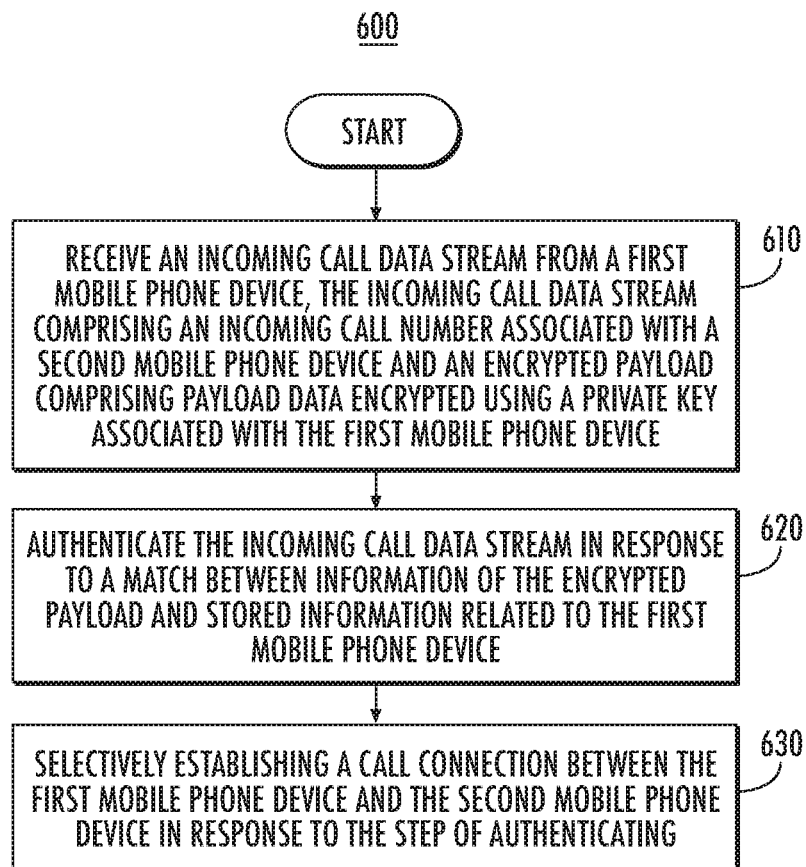 600
START
RECEIVE AN INCOMING CALL DATA STREAM FROM A FIRST
MOBILE PHONE DEVICE, THE INCOMING CALL DATA STREAM
COMPRISING AN INCOMING CALL NUMBER ASSOCIATED WITH A
SECOND MOBILE PHONE DEVICE AND AN ENCRYPTED PAYLOAD
COMPRISING PAYLOAD DATA ENCRYPTED USING A PRIVATE KEY
ASSOCIATED WITH THE FIRST MOBILE PHONE DEVICE
610
AUTHENTICATE THE INCOMING CALL DATA STREAM IN RESPONSE
TO A MATCH BETWEEN INFORMATION OF THE ENCRYPTED
PAYLOAD AND STORED INFORMATION RELATED TO THE FIRST
MOBILE PHONE DEVICE
620
SELECTIVELY ESTABLISHING A CALL CONNECTION BETWEEN THE
FIRST MOBILE PHONE DEVICE AND THE SECOND MOBILE PHONE
DEVICE IN RESPONSE TO THE STEP OF AUTHENTICATING
630